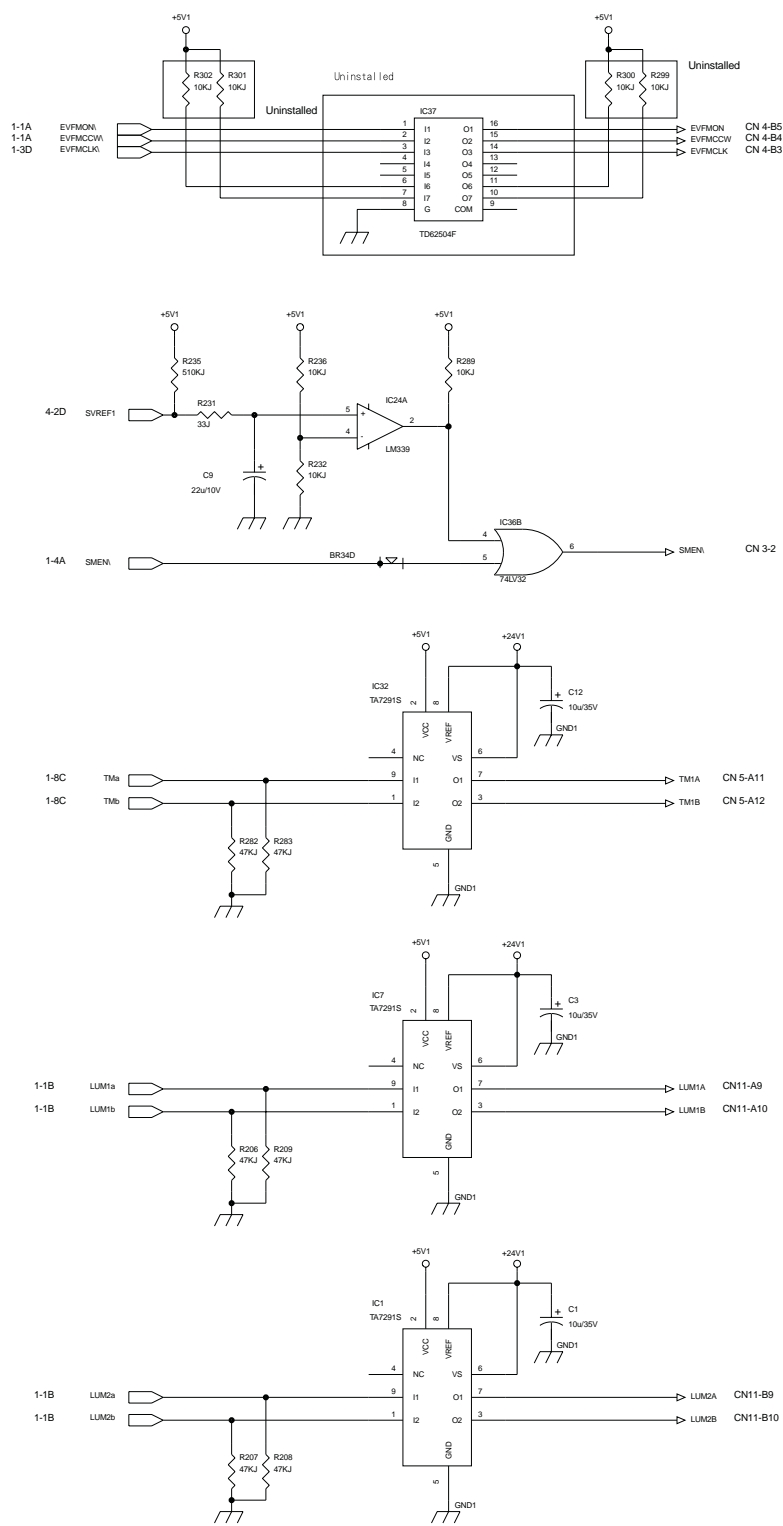 +5V1
+5V1
R302
10KJ
R301
10KJ
Uninstalled
Uninstalled
R300
10KJ
R299
10KJ
Uninstalled
IC37
1-1A EVFMON\ 1 I1 O1 16 EVFMON CN 4-B5
1-1A EVFMCCW\ 2 I2 O2 15 EVFMCCW CN 4-B4
1-3D EVFMCLK\ 3 I3 O3 14 EVFMCLK CN 4-B3
4 I4 O4 13
5 I5 O5 12
6 I6 O6 11
7 I7 O7 10
8 G COM 9
TD62504F
+5V1 +5V1 +5V1
R235
510KJ
R236
10KJ
R289
10KJ
R231
33J
IC24A
4-2D SVREF1 5 + 2
4 -
LM339
R232
10KJ
C9
22u/10V
+
IC36B
4
1-4A SMEN\ BR34D 5 6 SMEN\ CN 3-2
74LV32
+5V1 +24V1
IC32
TA7291S
2 8
VCC VREF
+ C12
10u/35V
GND1
4 NC VS 6
1-8C TMa 9 I1 O1 7 TM1A CN 5-A11
1-8C TMb 1 I2 O2 3 TM1B CN 5-A12
GND
R282
47KJ
R283
47KJ
5
GND1
+5V1 +24V1
IC7
TA7291S
2 8
VCC VREF
+ C3
10u/35V
GND1
4 NC VS 6
1-1B LUM1a 9 I1 O1 7 LUM1A CN11-A9
1-1B LUM1b 1 I2 O2 3 LUM1B CN11-A10
GND
R206
47KJ
R209
47KJ
5
GND1
+5V1 +24V1
IC1
TA7291S
2 8
VCC VREF
+ C1
10u/35V
GND1
4 NC VS 6
1-1B LUM2a 9 I1 O1 7 LUM2A CN11-B9
1-1B LUM2b 1 I2 O2 3 LUM2B CN11-B10
GND
R207
47KJ
R208
47KJ
5
GND1